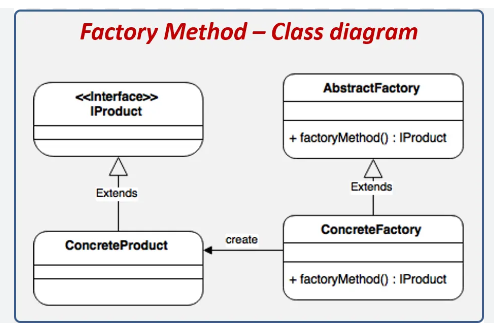 Factory Method – Class diagram
<<interface>>
IProduct
AbstractFactory
+ factoryMethod() : IProduct
Extends
Extends
ConcreteProduct
create
ConcreteFactory
+ factoryMethod() : IProduct